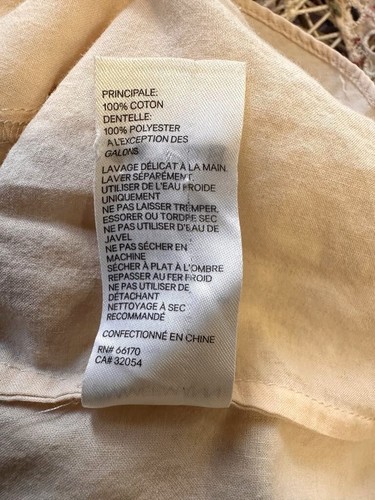 PRINCIPALE:
100% COTON
DENTELLE:
100% POLYESTER
A L'EXCEPTION DES
GALONS
LAVAGE DÉLICAT À LA MAIN
LAVER SÉPARÉMENT.
UTILISER DE L'EAU FROIDE
UNIQUEMENT
NE PAS LAISSER TREMPER,
ESSORER OU TORDRE SEC
NE PAS UTILISER D'EAU DE
JAVEL
NE PAS SÉCHER EN
MACHINE
SÉCHER À PLAT À L'OMBRE
REPASSER AU FER FROID
NE PAS UTILISER DE
DÉTACHANT
NETTOYAGE À SEC
RECOMMANDÉ
CONFECTIONNÉ EN CHINE
RN# 66170
CA# 32054